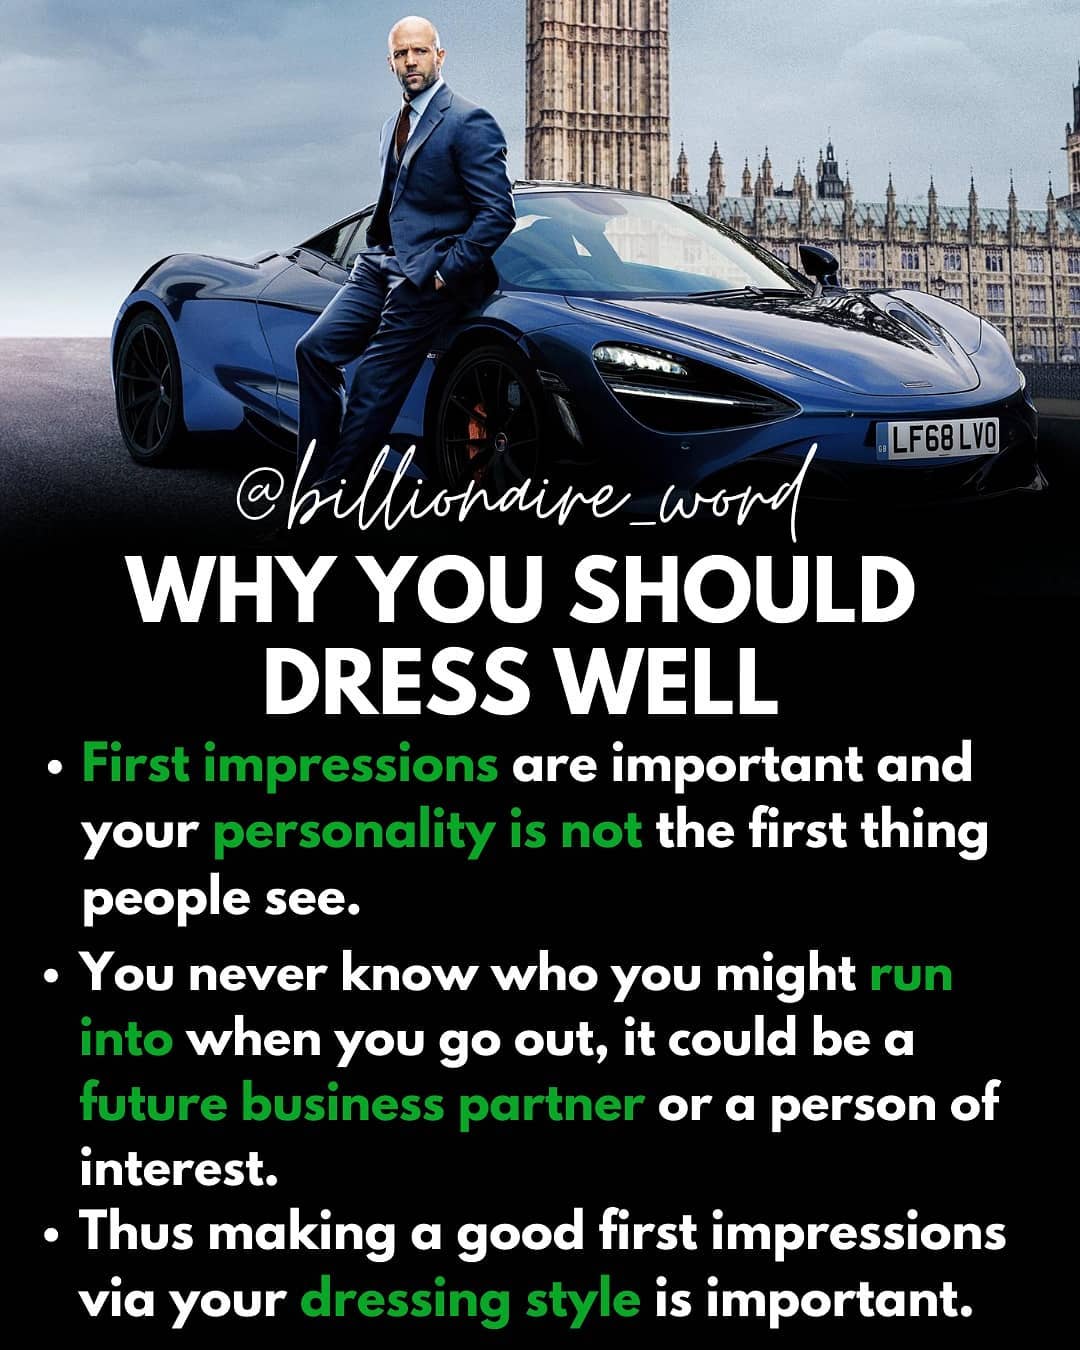 GB LF68 LVO
@billionaire_word
WHY YOU SHOULD
DRESS WELL
• First impressions are important and
your personality is not the first thing
people see.
• You never know who you might run
into when you go out, it could be a
future business partner or a person of
interest.
• Thus making a good first impressions
via your dressing style is important.